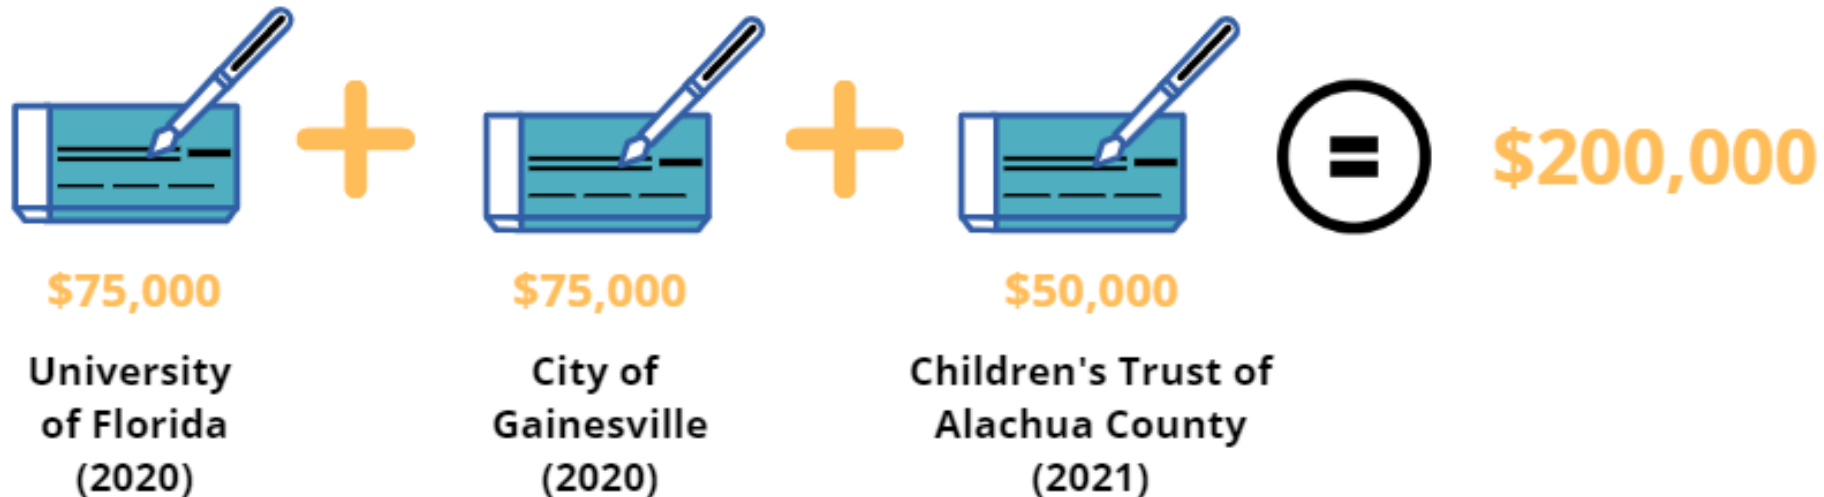 $75,000
University
of Florida
(2020)
+
$75,000
City of
Gainesville
(2020)
+
$50,000
Children's Trust of
Alachua County
(2021)
=
$200,000